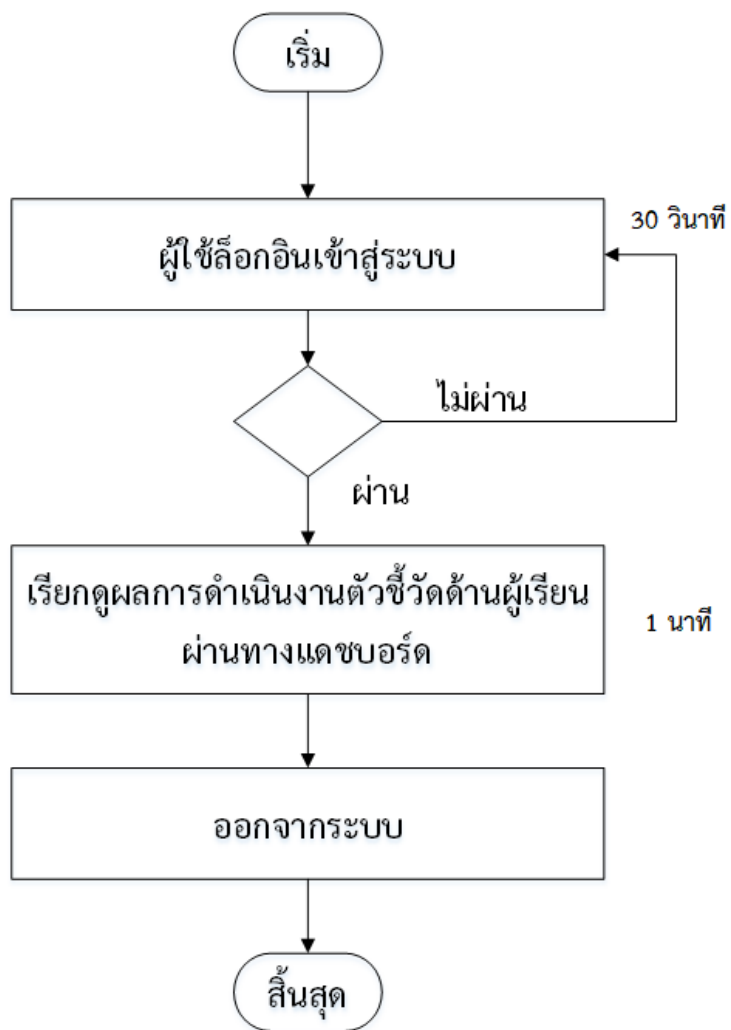 เริ่ม
30 วินาที
ผู้ใช้ล็อกอินเข้าสู่ระบบ
ไม่ผ่าน
ผ่าน
เรียกดูผลการดำเนินงานตัวชี้วัดด้านผู้เรียน
ผ่านทางแดชบอร์ด
1 นาที
ออกจากระบบ
สิ้นสุด